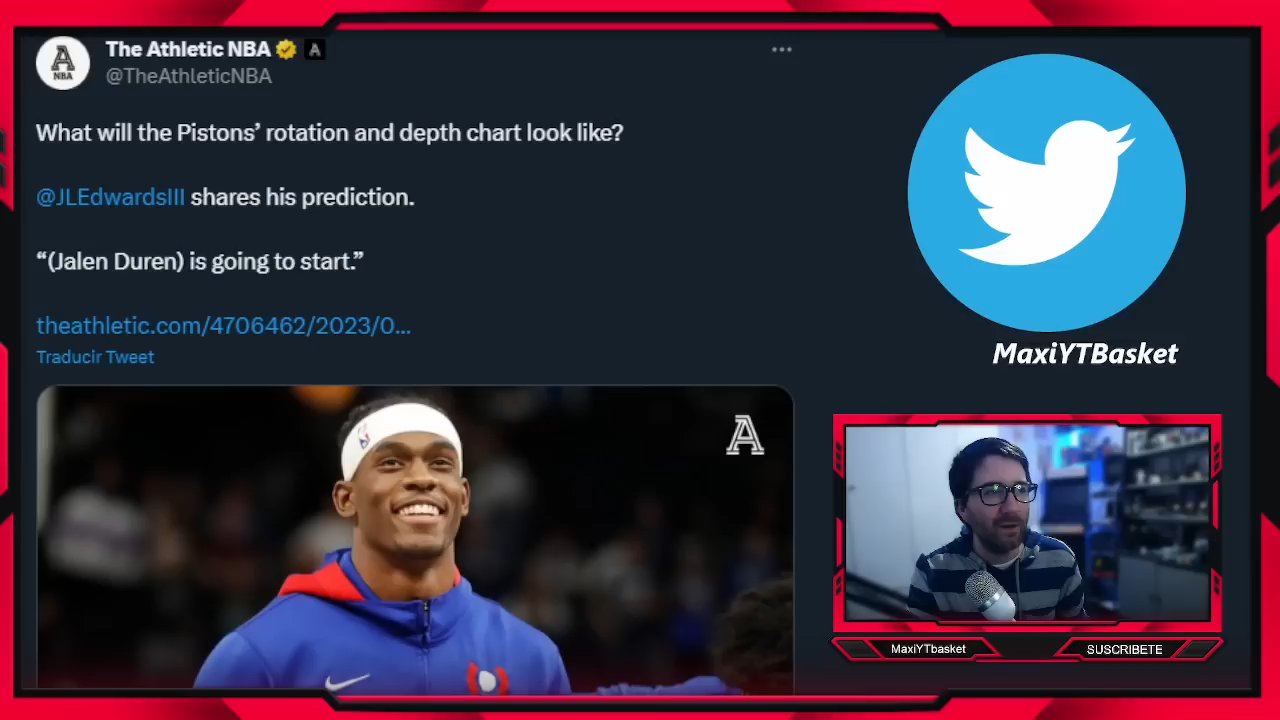 The Athletic NBA
A
NBA
@TheAthleticNBA
What will the Pistons’ rotation and depth chart look like?
@JLEdwardsIII shares his prediction.
“(Jalen Duren) is going to start.”
theathletic.com/4706462/2023/0...
Traducir Tweet
A
MaxiYTBasket
MaxiYTbasket
SUSCRIBETE